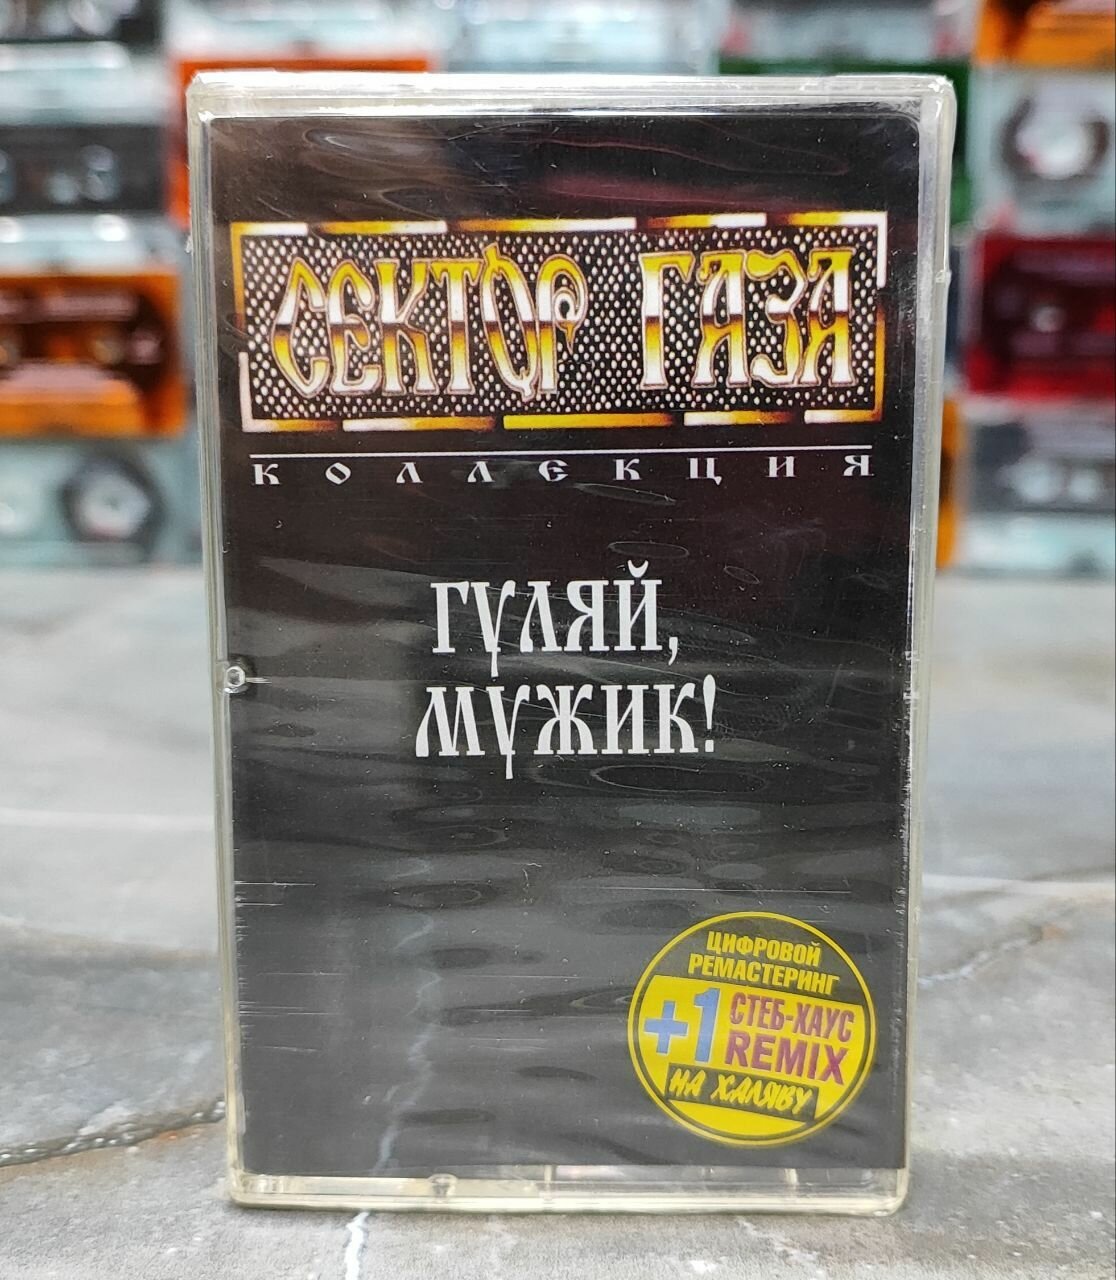 СЕКТОР ГАЗА
КОЛЛЕКЦИЯ
ГУЛЯЙ,
МУЖИК!
ЦИФРОВОЙ
РЕМАСТЕРИНГ
+1 СТЕБ-ХАУС
REMIX
НА ХАЛЯВУ